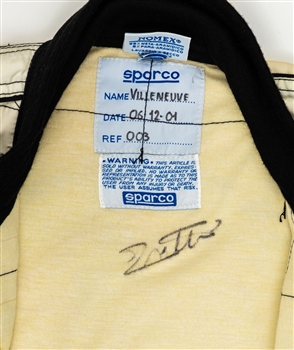 NOMEX®
sparco
NAME VILLENEUVE
DATE 06.12-01
REF 003
-WARNING- THIS ARTICLE IS
SOLD WITHOUT WARRANTY, EXPRESS
OR IMPLIED. NO WARRANTY OR
REPRESENTATION IS MADE AS TO THIS
PRODUCT'S ABILITY TO PROTECT THE
USER FROM ANY INJURY OR DEATH.
THE USER ASSUMES THAT RISK.
sparco